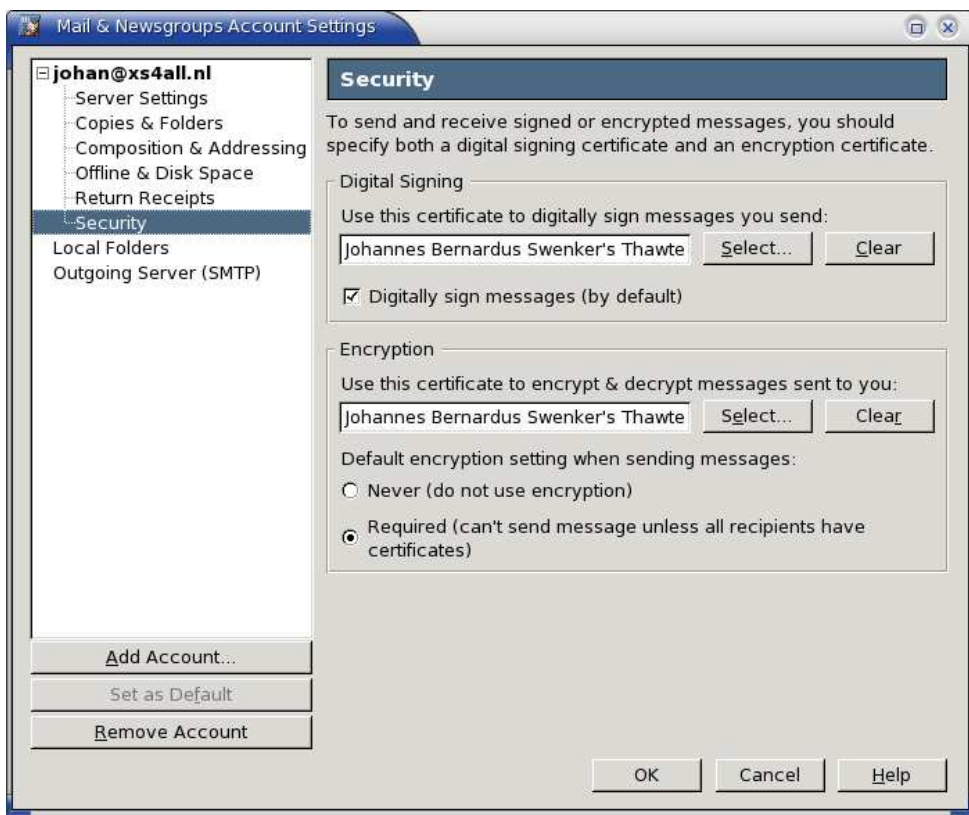 Mail & Newsgroups Account Settings
johan@xs4all.nl
Server Settings
Copies & Folders
Composition & Addressing
Offline & Disk Space
Return Receipts
Security
Local Folders
Outgoing Server (SMTP)
Add Account...
Set as Default
Remove Account
Security
To send and receive signed or encrypted messages, you should
specify both a digital signing certificate and an encryption certificate.
Digital Signing
Use this certificate to digitally sign messages you send:
Johannes Bernardus Swenker's Thawte Select... Clear
Digitally sign messages (by default)
Encryption
Use this certificate to encrypt & decrypt messages sent to you:
Johannes Bernardus Swenker's Thawte Select... Clear
Default encryption setting when sending messages:
Never (do not use encryption)
Required (can't send message unless all recipients have
certificates)
OK Cancel Help